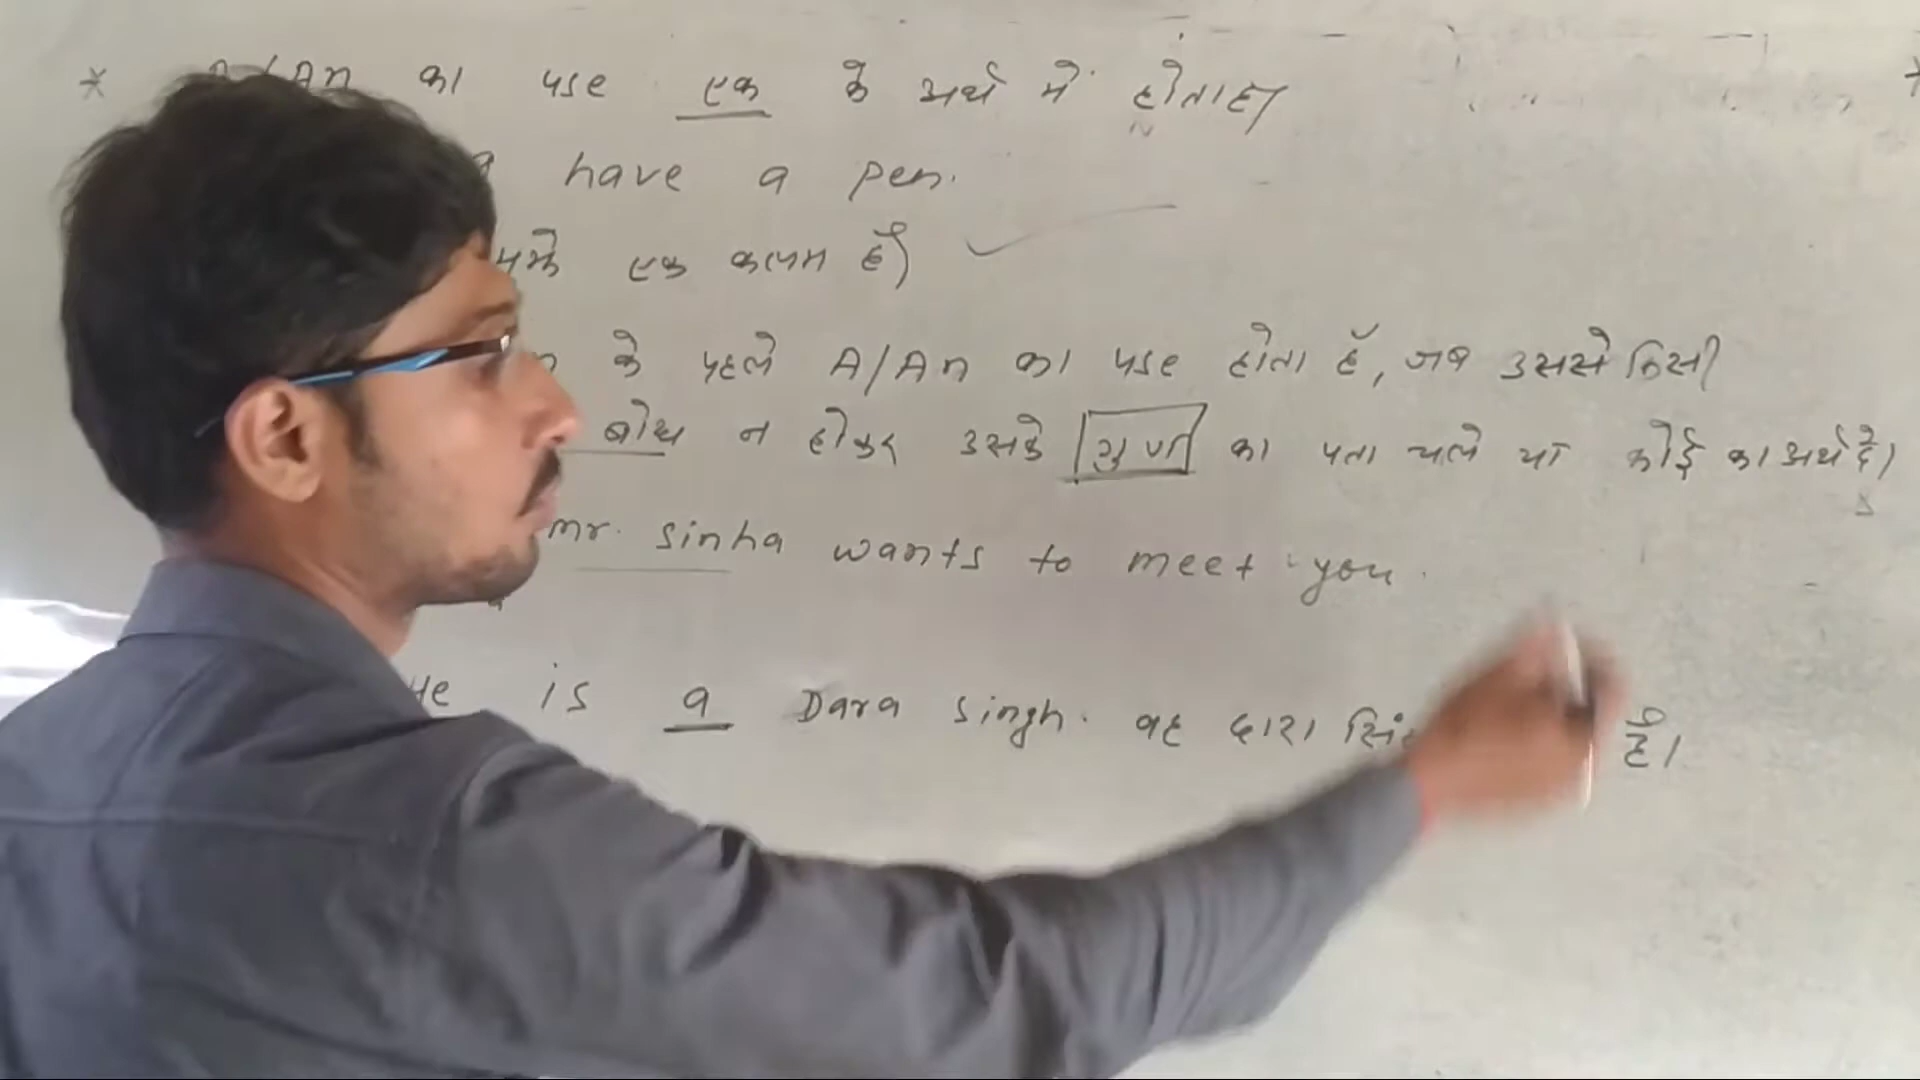 * A/An का use एक के अर्थ में होता है।
have a pen.
मुझे एक कलम है।
के पहले A/An का use होता है, जब उससे किसी
बोध न होकर उसके गुण का पता चले या कोई का अर्थ दे।
mr. sinha wants to meet you.
He is a Dara singh. वह दारा सिंह है।